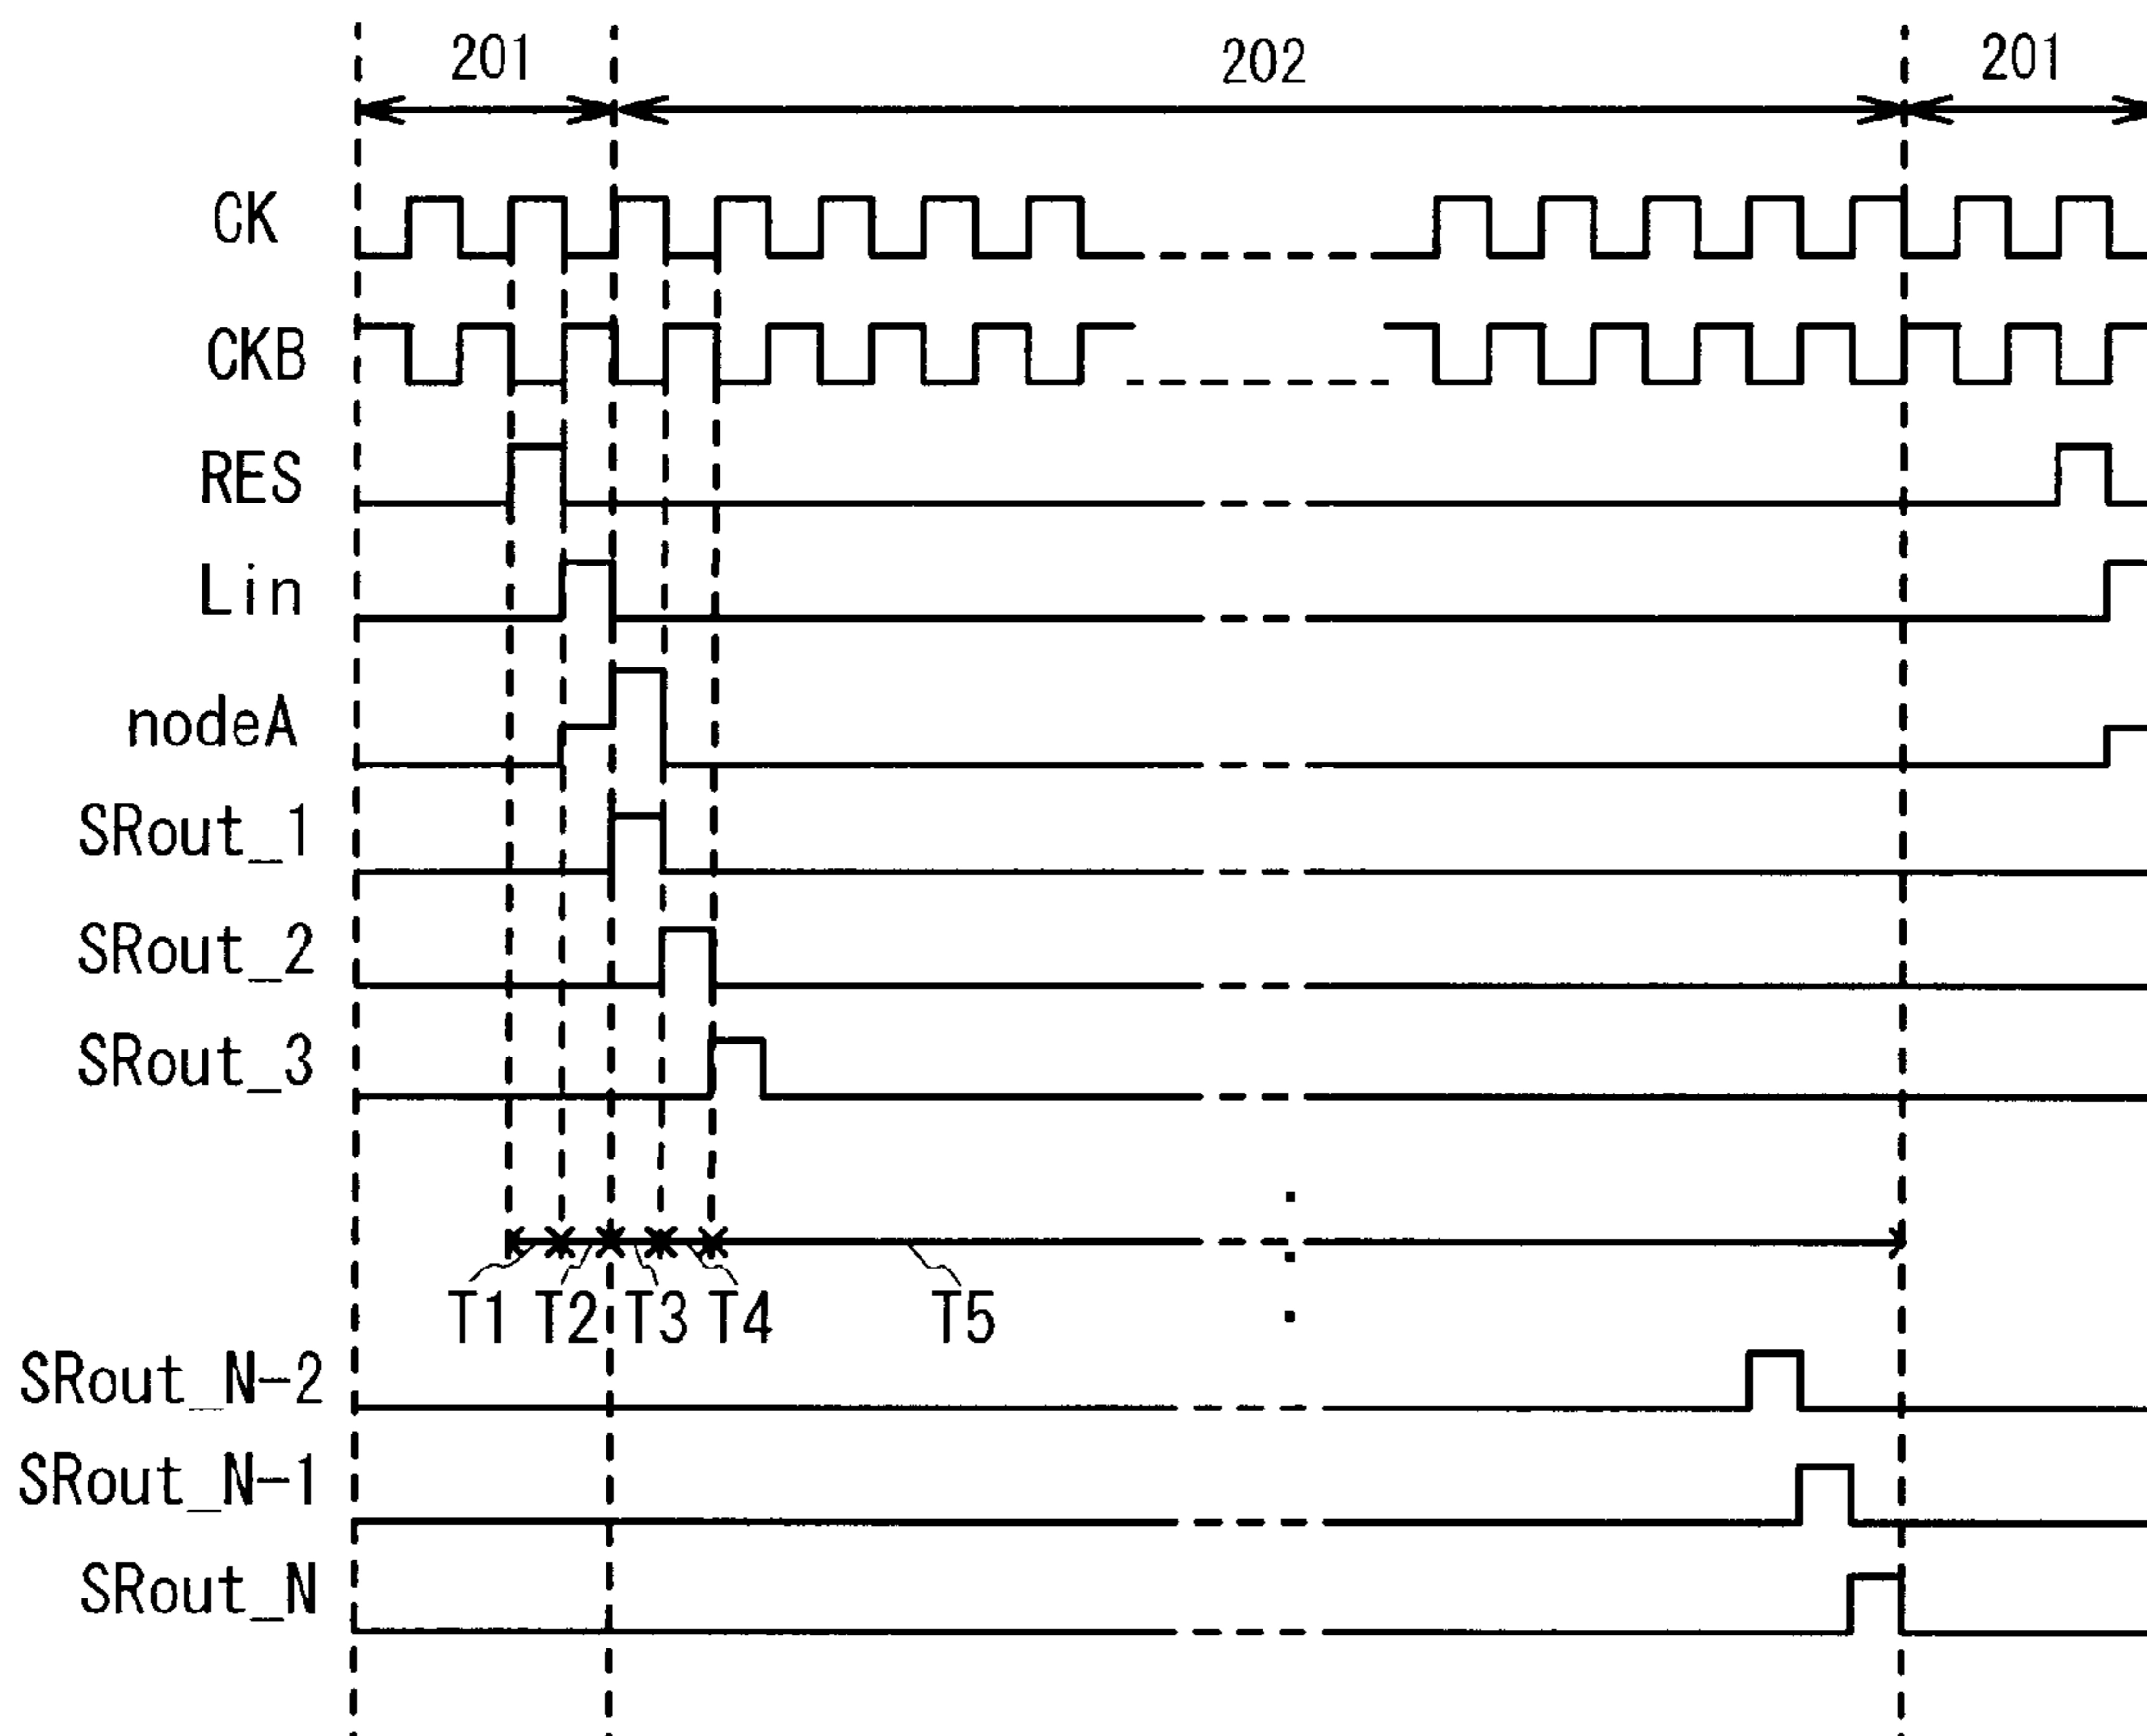 201 202 201
CK
CKB
RES
Lin
nodeA
SRout_1
SRout_2
SRout_3
T1 T2 T3 T4 T5
SRout_N-2
SRout_N-1
SRout_N